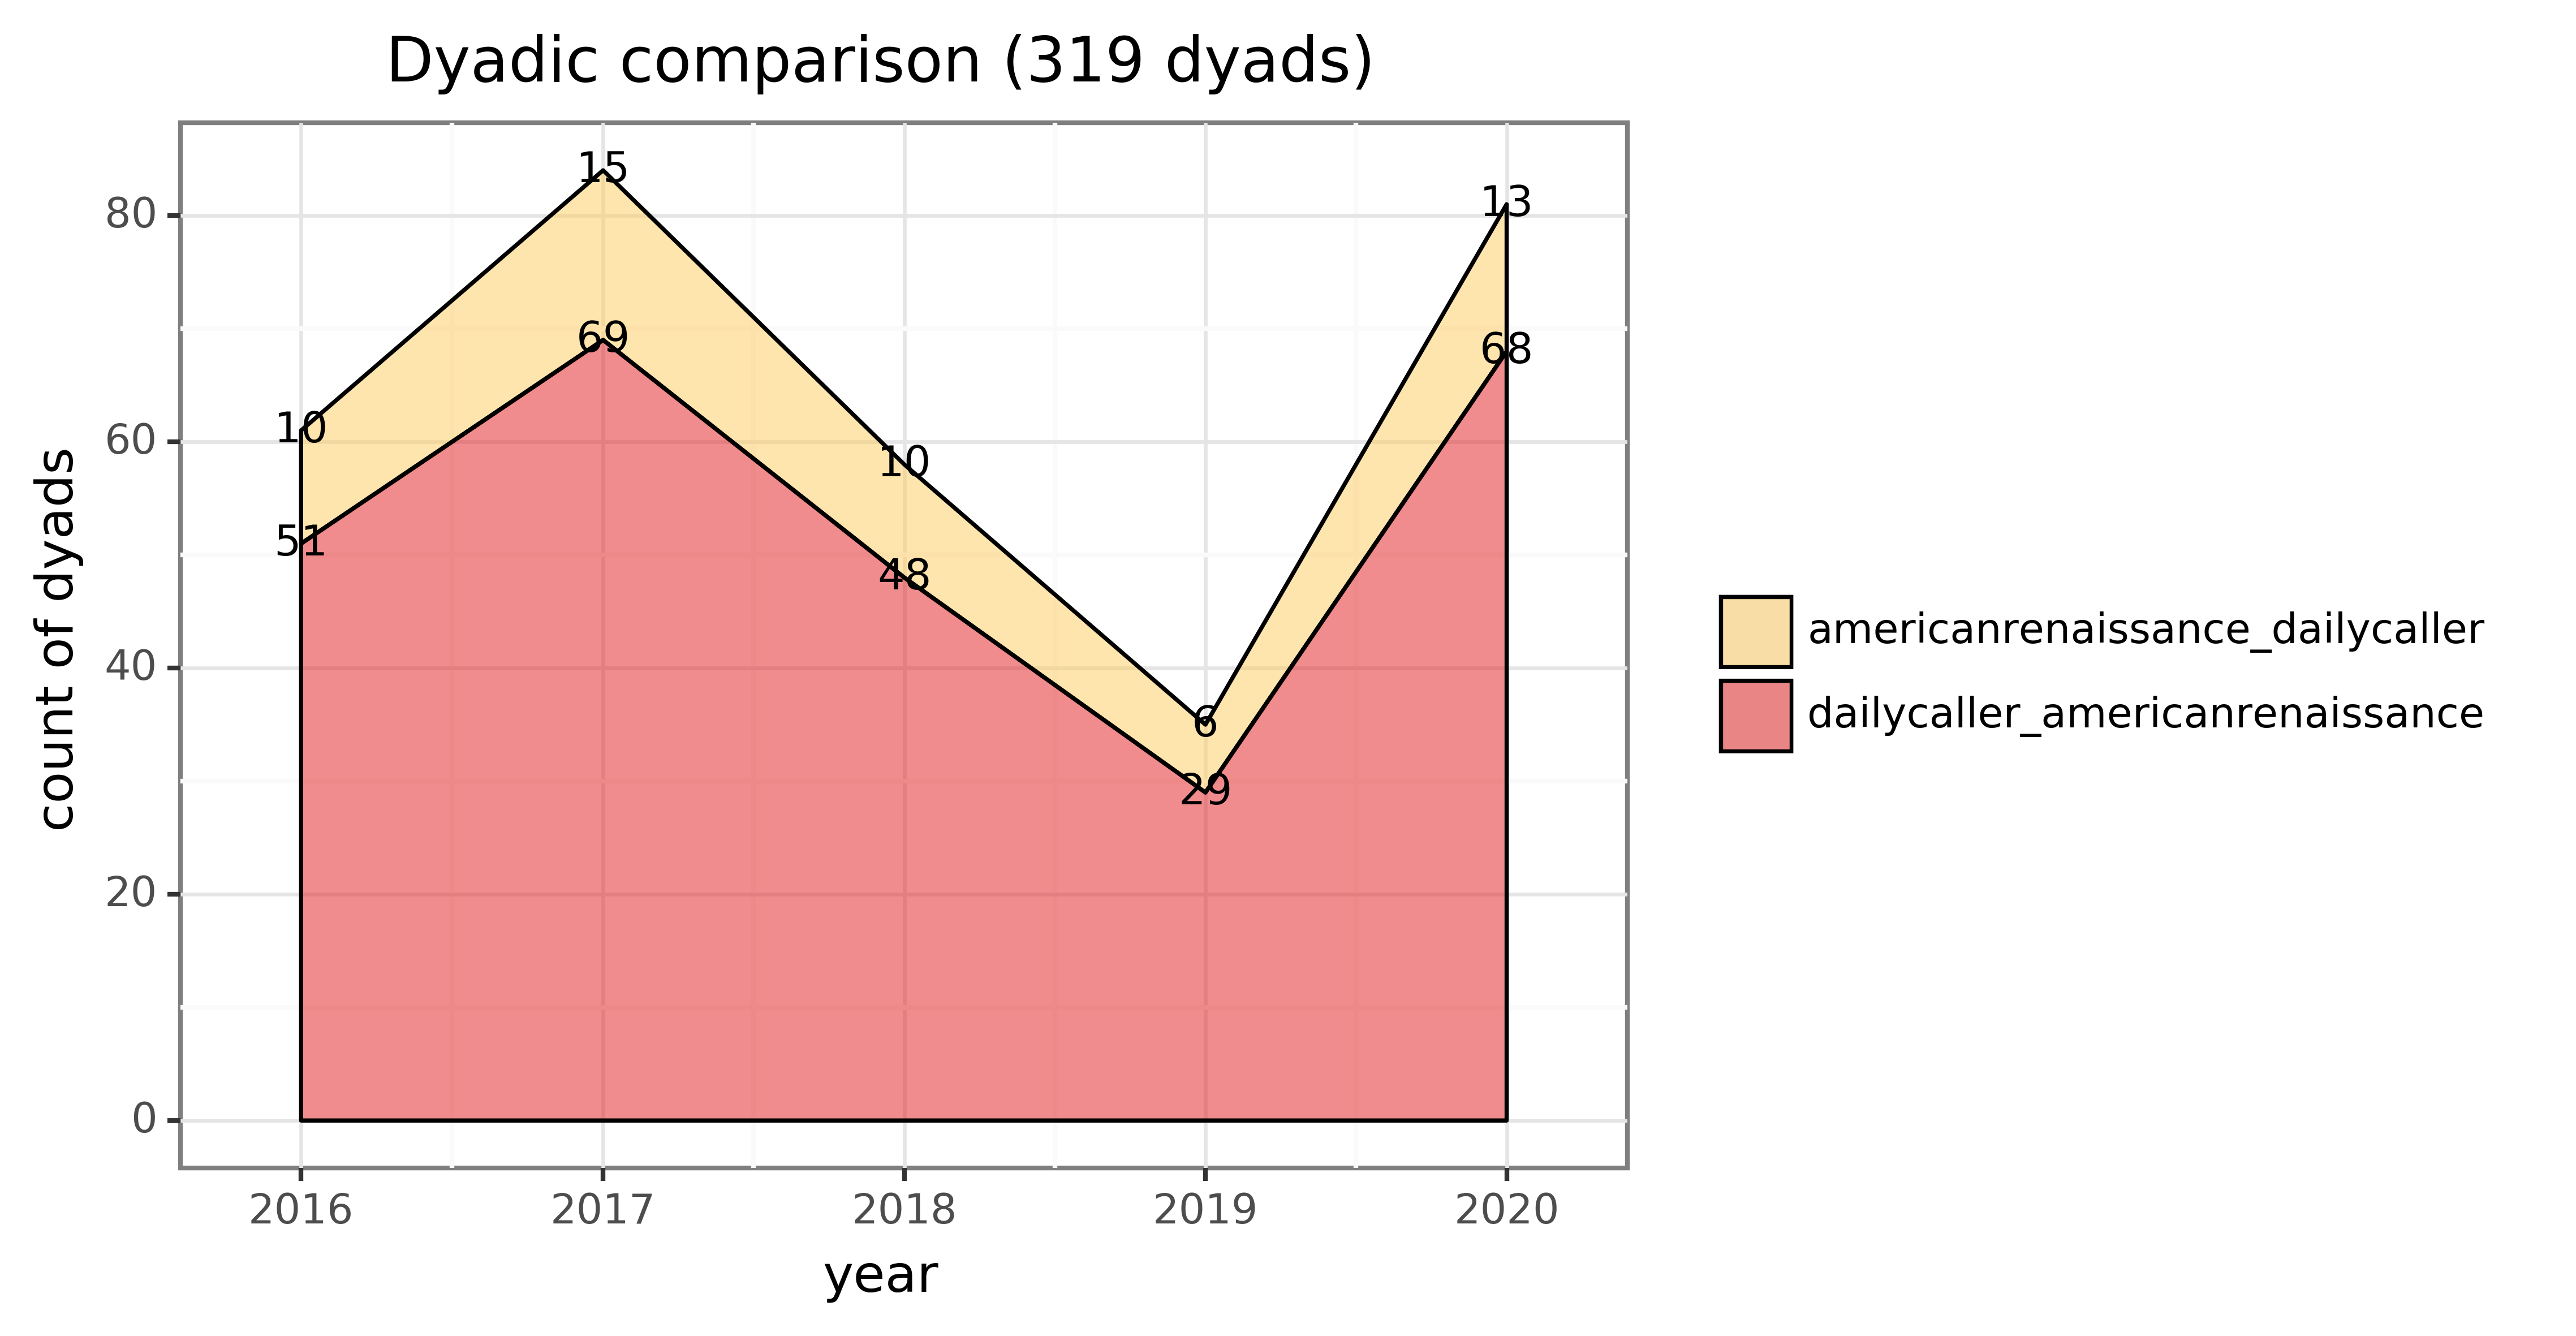 Dyadic comparison (319 dyads)
count of dyads
80
60
40
20
0
15
13
69
68
10
10
51
48
6
29
2016 2017 2018 2019 2020
year
americanrenaissance_dailycaller
dailycaller_americanrenaissance